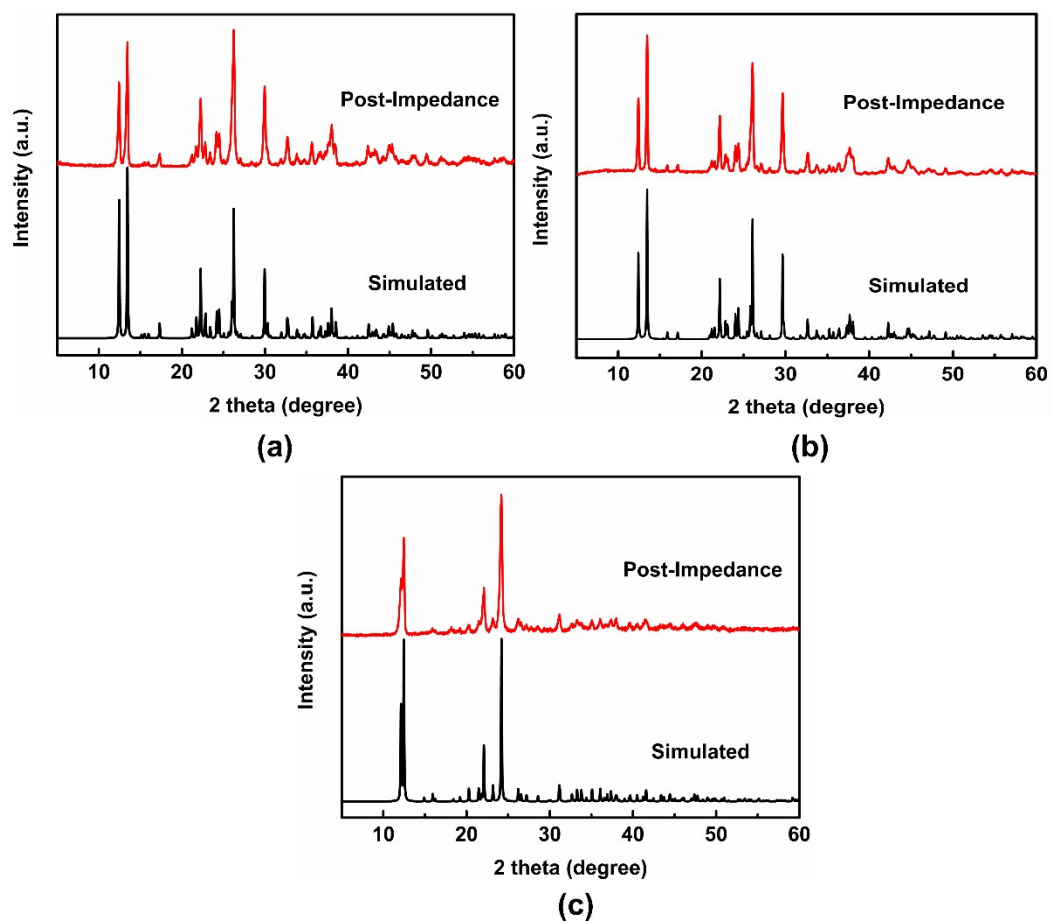 Intensity (a.u.)
Post-Impedance
Simulated
10 20 30 40 50 60
2 theta (degree)
(a)
Intensity (a.u.)
Post-Impedance
Simulated
10 20 30 40 50 60
2 theta (degree)
(b)
Intensity (a.u.)
Post-Impedance
Simulated
10 20 30 40 50 60
2 theta (degree)
(c)